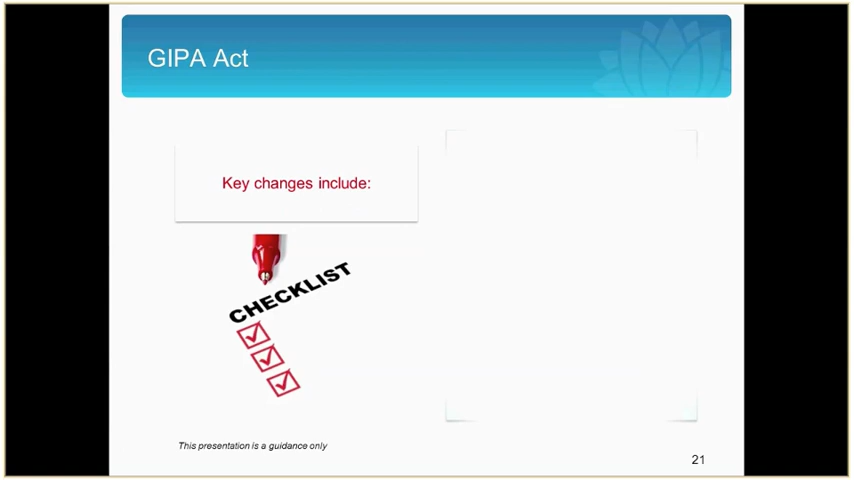 GIPA Act
Key changes include:
CHECKLIST
This presentation is a guidance only
21